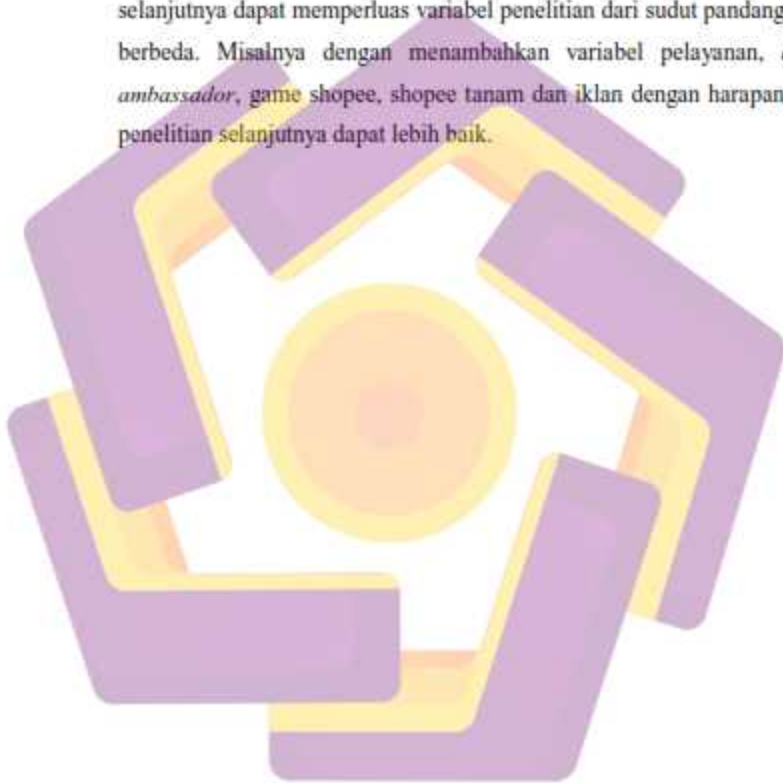 selanjutnya dapat memperluas variabel penelitian dari sudut pandang
berbeda. Misalnya dengan menambahkan variabel pelayanan,
ambassador, game shopee, shopee tanam dan iklan dengan harapan
penelitian selanjutnya dapat lebih baik.